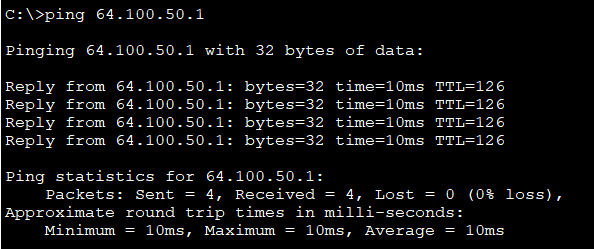 C:\>ping 64.100.50.1
Pinging 64.100.50.1 with 32 bytes of data:
Reply from 64.100.50.1: bytes=32 time=10ms TTL=126
Reply from 64.100.50.1: bytes=32 time=10ms TTL=126
Reply from 64.100.50.1: bytes=32 time=10ms TTL=126
Reply from 64.100.50.1: bytes=32 time=10ms TTL=126
Ping statistics for 64.100.50.1:
    Packets: Sent = 4, Received = 4, Lost = 0 (0% loss),
Approximate round trip times in milli-seconds:
    Minimum = 10ms, Maximum = 10ms, Average = 10ms